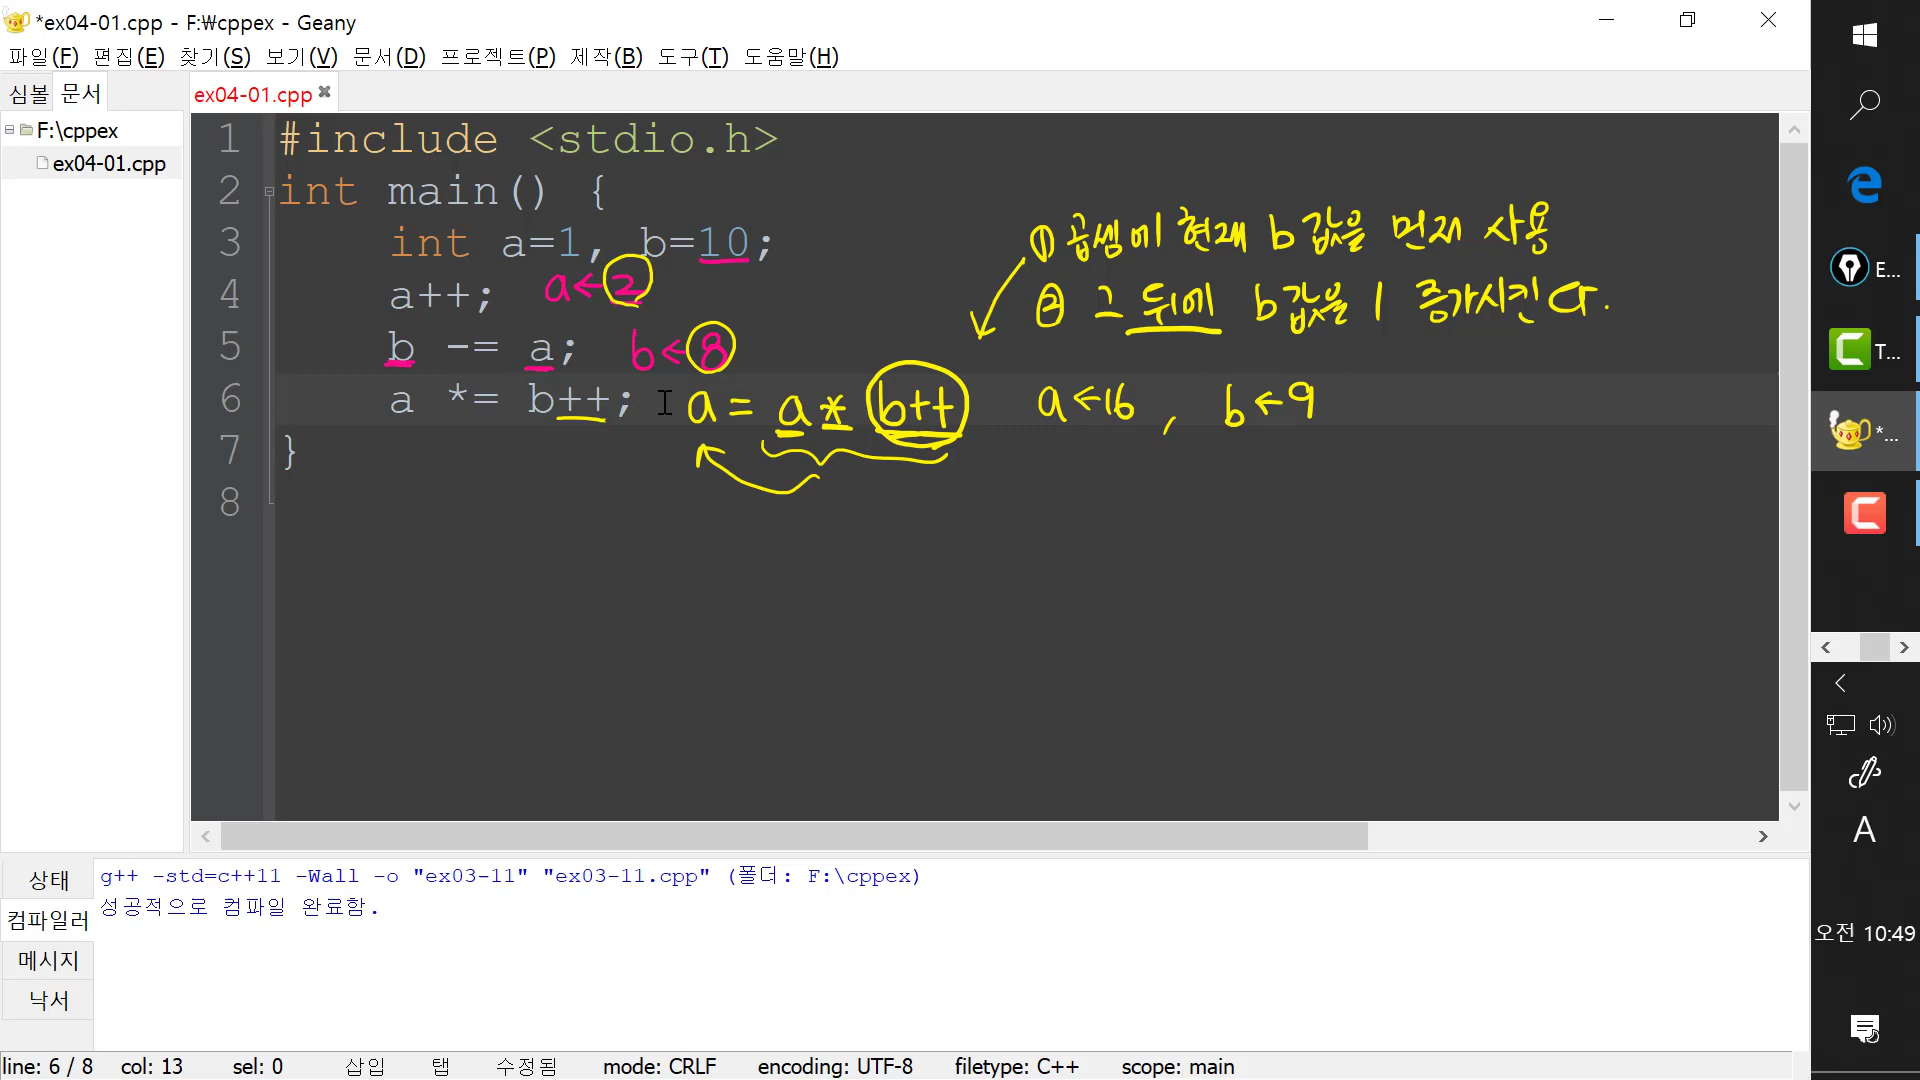 *ex04-01.cpp - F:₩cppex - Geany
파일(F) 편집(E) 찾기(S) 보기(V) 문서(D) 프로젝트(P) 제작(B) 도구(T) 도움말(H)
심볼 문서
ex04-01.cpp
F:\cppex
ex04-01.cpp
1 #include <stdio.h>
2 int main() {
3 int a=1, b=10;
4 a++; a←2
5 b -= a; b←8
6 a *= b++; a = a * b++ a←16 , b←9
7 }
8
① 곱셈에 현재 b값을 먼저 사용
② 그 뒤에 b값을 1 증가시킨다.
상태
컴파일러
메시지
낙서
g++ -std=c++11 -Wall -o "ex03-11" "ex03-11.cpp" (폴더: F:\cppex)
성공적으로 컴파일 완료함.
line: 6 / 8 col: 13 sel: 0 삽입 탭 수정됨 mode: CRLF encoding: UTF-8 filetype: C++ scope: main
E...
T...
*...
A
오전 10:49